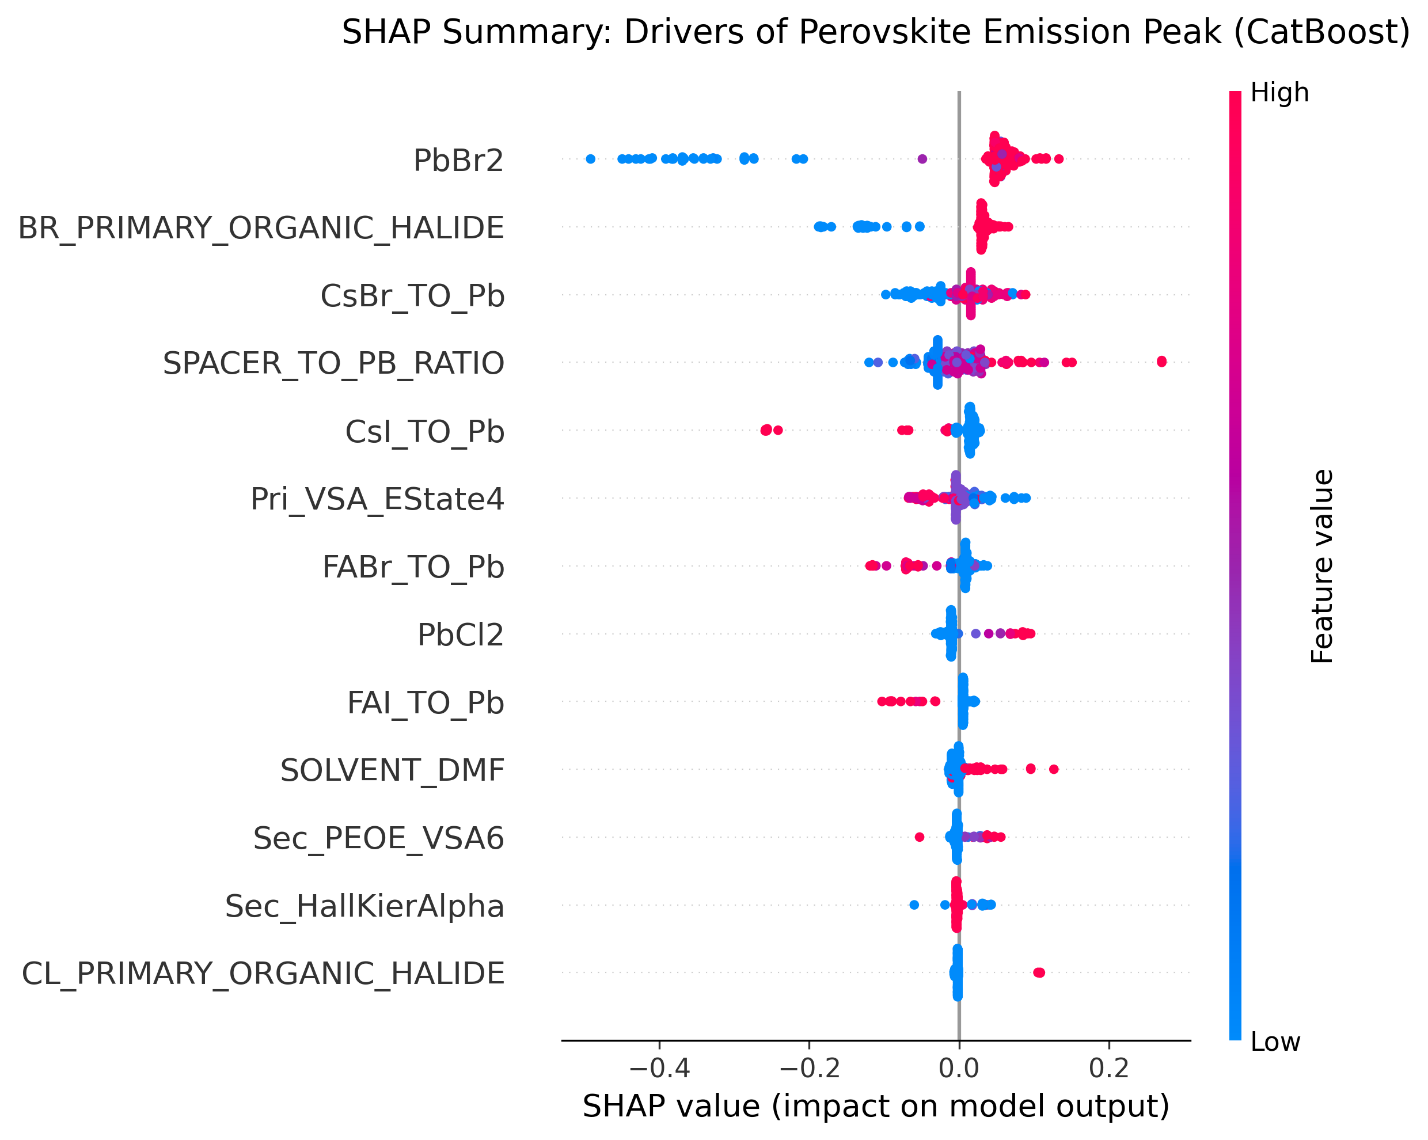 SHAP Summary: Drivers of Perovskite Emission Peak (CatBoost)
High
PbBr2
BR_PRIMARY_ORGANIC_HALIDE
CsBr_TO_Pb
SPACER_TO_PB_RATIO
CsI_TO_Pb
Pri_VSA_EState4
FABr_TO_Pb
PbCl2
FAI_TO_Pb
SOLVENT_DMF
Sec_PEOE_VSA6
Sec_HallKierAlpha
CL_PRIMARY_ORGANIC_HALIDE
Feature value
Low
−0.4 −0.2 0.0 0.2
SHAP value (impact on model output)